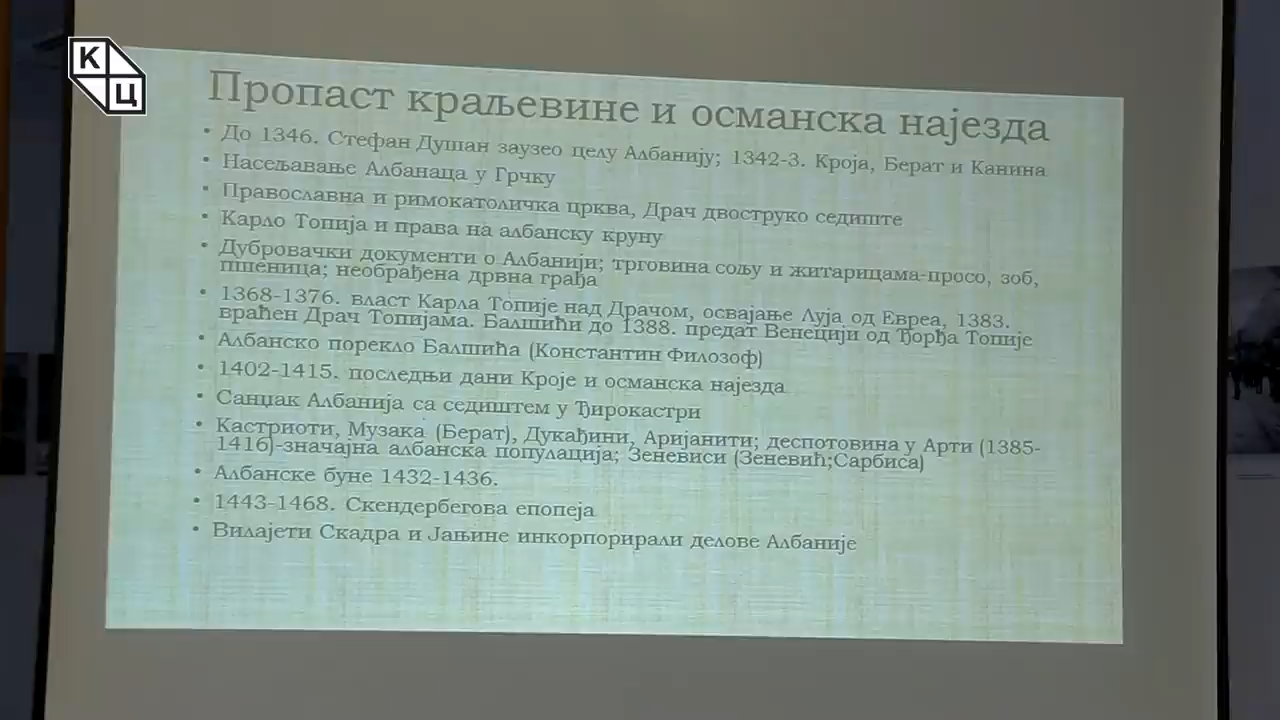 К
Ц
Пропаст краљевине и османска најезда
• До 1346. Стефан Душан заузео целу Албанију; 1342-3. Кроја, Берат и Канина
• Насељавање Албанаца у Грчку
• Православна и римокатоличка црква, Драч двоструко седиште
• Карло Топија и права на албанску круну
• Дубровачки документи о Албанији; трговина сољу и житарицама-просо, зоб,
пшеница; необрађена дрвна грађа
• 1368-1376. власт Карла Топије над Драчом, освајање Луја од Евреа, 1383.
враћен Драч Топијама. Балшићи до 1388. предат Венецији од Ђорђа Топије
• Албанско порекло Балшића (Константин Филозоф)
• 1402-1415. последњи дани Кроје и османска најезда
• Санџак Албанија са седиштем у Ђирокастри
• Кастриоти, Музака (Берат), Дукађини, Аријанити; деспотовина у Арти (1385-
1416)-значајна албанска популација; Зеневиси (Зеневић;Сарбиса)
• Албанске буне 1432-1436.
• 1443-1468. Скендербегова епопеја
• Вилајети Скадра и Јањине инкорпорирали делове Албаније